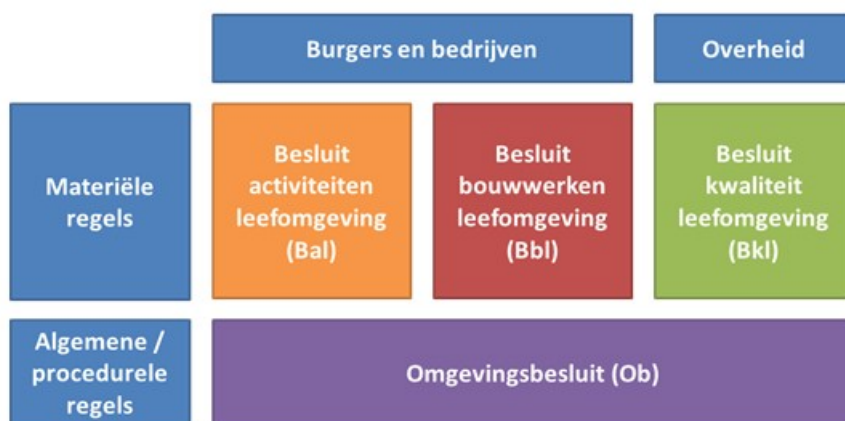 Burgers en bedrijven
Overheid
Materiële
regels
Besluit
activiteiten
leefomgeving
(Bal)
Besluit
bouwwerken
leefomgeving
(Bbl)
Besluit
kwaliteit
leefomgeving
(Bkl)
Algemene /
procedurele
regels
Omgevingsbesluit (Ob)